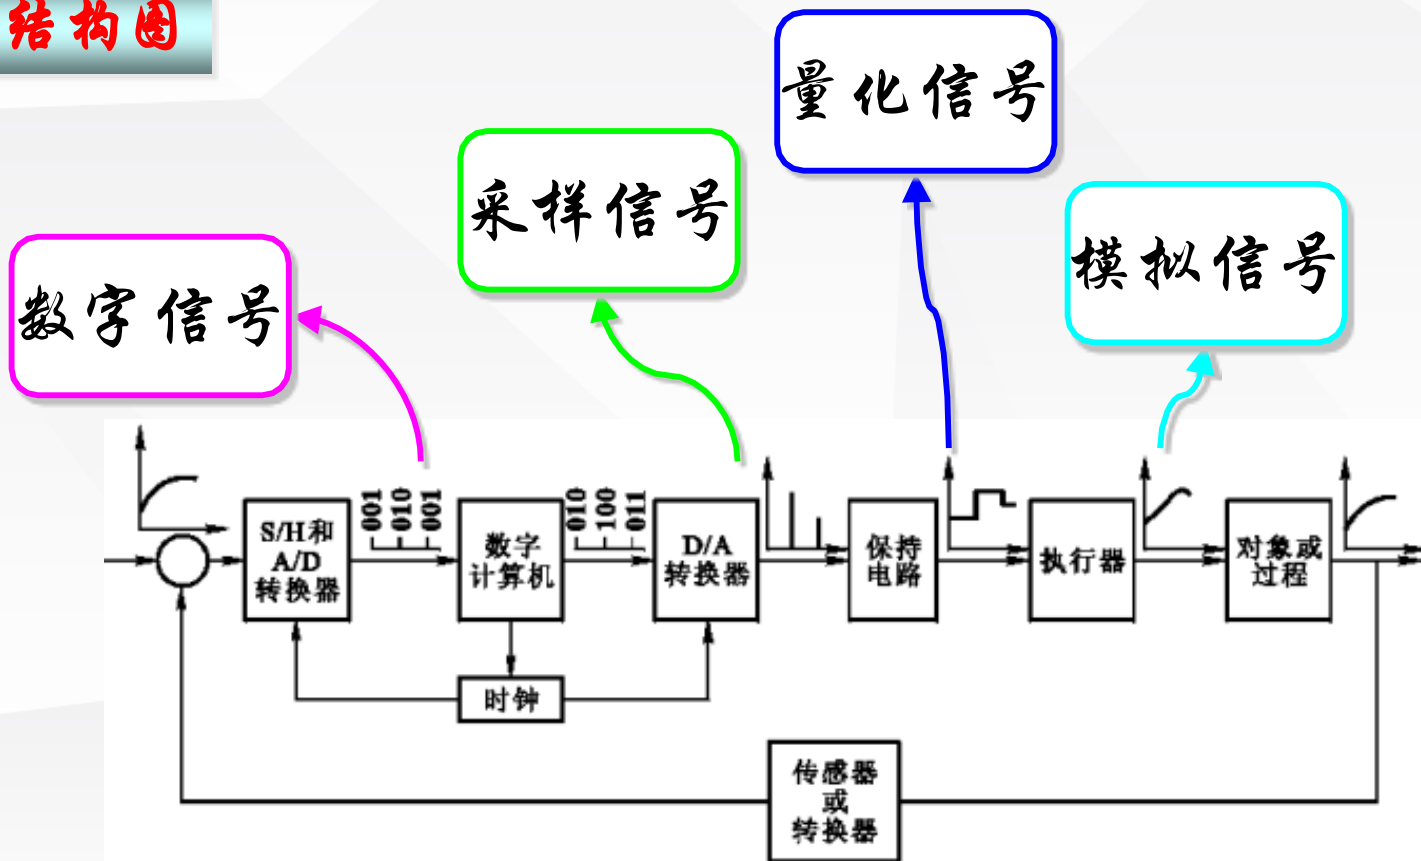 结构图
量化信号
采样信号
模拟信号
数字信号
001
010
001
010
100
011
S/H和
A/D
转换器
数字
计算机
D/A
转换器
保持
电路
执行器
对象或
过程
时钟
传感器
或
转换器